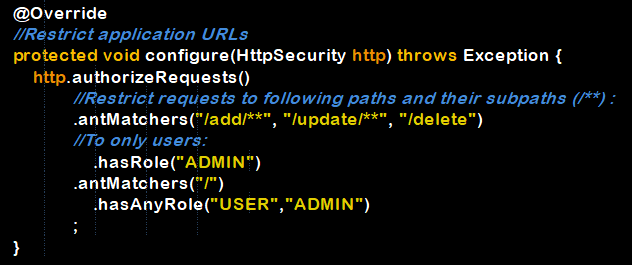 @Override
//Restrict application URLs
protected void configure(HttpSecurity http) throws Exception {
http.authorizeRequests()
//Restrict requests to following paths and their subpaths (/**) :
.antMatchers("/add/**", "/update/**", "/delete")
//To only users:
.hasRole("ADMIN")
.antMatchers("/")
.hasAnyRole("USER","ADMIN")
;
}